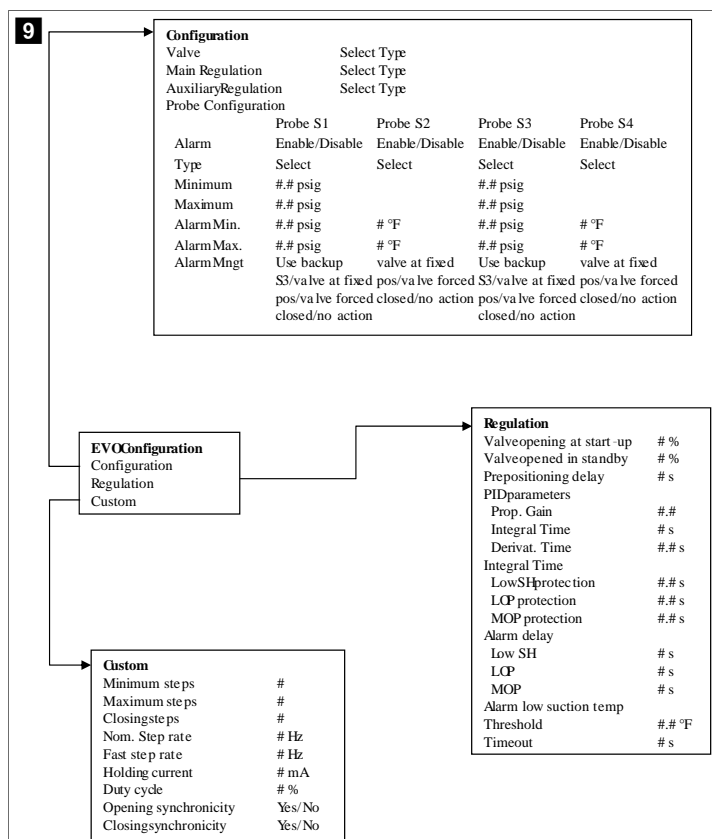 9
Configuration
Valve Select Type
Main Regulation Select Type
AuxiliaryRegulation Select Type
Probe Configuration
Probe S1 Probe S2 Probe S3 Probe S4
Alarm Enable/Disable Enable/Disable Enable/Disable Enable/Disable
Type Select Select Select Select
Minimum #.# psig #.# psig
Maximum #.# psig #.# psig
Alarm Min. #.# psig # °F #.# psig # °F
Alarm Max. #.# psig # °F #.# psig # °F
Alarm Mngt Use backup valve at fixed Use backup valve at fixed
S3/valve at fixed pos/valve forced S3/valve at fixed pos/valve forced
pos/valve forced closed/no action pos/valve forced closed/no action
closed/no action closed/no action
EVOConfiguration
Configuration
Regulation
Custom
Regulation
Valveopening at start-up # %
Valveopened in standby # %
Prepositioning delay # s
PIDparameters
Prop. Gain #.#
Integral Time # s
Derivat. Time #.# s
Integral Time
LowSHprotection #.# s
LOP protection #.# s
MOP protection #.# s
Alarm delay
Low SH # s
LOP # s
MOP # s
Alarm low suction temp
Threshold #.# °F
Timeout # s
Custom
Minimum steps #
Maximum steps #
Closingsteps #
Nom. Step rate # Hz
Fast step rate # Hz
Holding current # mA
Duty cycle # %
Opening synchronicity Yes/No
Closingsynchronicity Yes/No